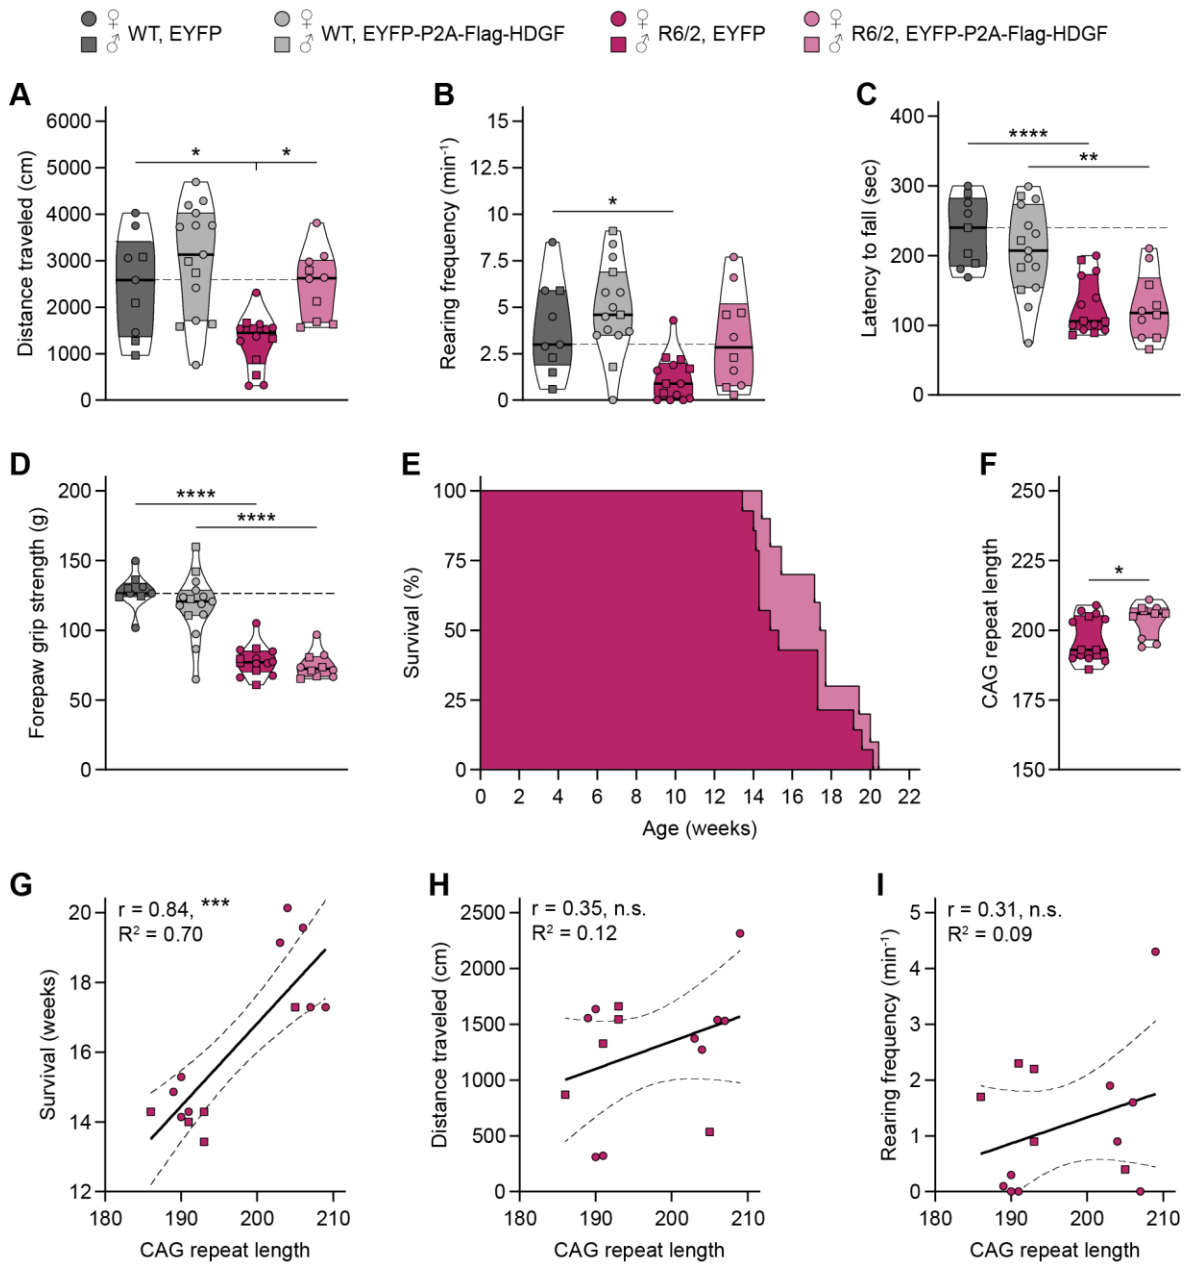 ♀ ♂ WT, EYFP
♀ ♂ WT, EYFP-P2A-Flag-HDGF
♀ ♂ R6/2, EYFP
♀ ♂ R6/2, EYFP-P2A-Flag-HDGF
A
Distance traveled (cm)
6000
5000
4000
3000
2000
1000
0
*
*
B
Rearing frequency (min⁻¹)
15
12.5
10
7.5
5
2.5
0
*
C
Latency to fall (sec)
400
300
200
100
0
****
**
D
Forepaw grip strength (g)
200
150
100
50
0
****
****
E
Survival (%)
100
75
50
25
0
0 2 4 6 8 10 12 14 16 18 20 22
Age (weeks)
F
CAG repeat length
250
225
200
175
150
*
G
r = 0.84, ***
R² = 0.70
Survival (weeks)
20
18
16
14
12
180 190 200 210
CAG repeat length
H
r = 0.35, n.s.
R² = 0.12
Distance traveled (cm)
2500
2000
1500
1000
500
0
180 190 200 210
CAG repeat length
I
r = 0.31, n.s.
R² = 0.09
Rearing frequency (min⁻¹)
5
4
3
2
1
0
180 190 200 210
CAG repeat length